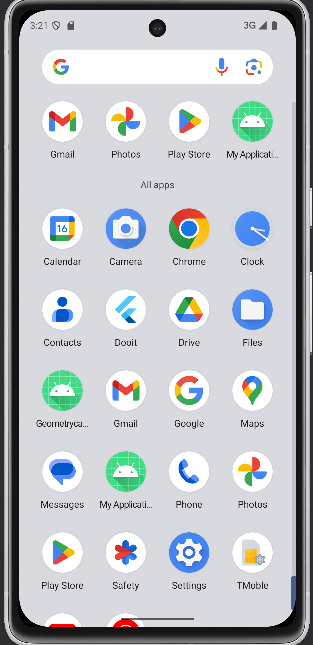 3:21 3G
Gmail Photos Play Store My Applicati...
All apps
16
Calendar Camera Chrome Clock
Contacts Dooit Drive Files
Geometryca... Gmail Google Maps
Messages My Applicati... Phone Photos
Play Store Safety Settings TMoble